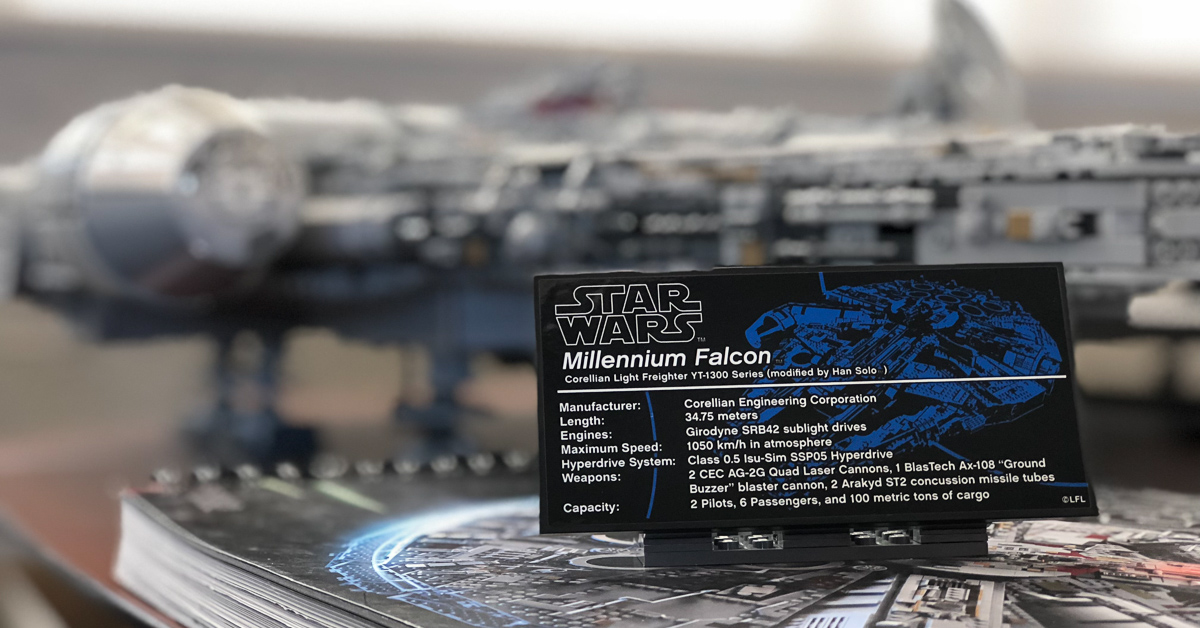 STAR
WARS™
Millennium Falcon™
Corellian Light Freighter YT-1300 Series (modified by Han Solo )
Manufacturer: Corellian Engineering Corporation
Length: 34.75 meters
Engines: Girodyne SRB42 sublight drives
Maximum Speed: 1050 km/h in atmosphere
Hyperdrive System: Class 0.5 Isu-Sim SSP05 Hyperdrive
Weapons: 2 CEC AG-2G Quad Laser Cannons, 1 BlasTech Ax-108 “Ground
Buzzer” blaster cannon, 2 Arakyd ST2 concussion missile tubes
Capacity: 2 Pilots, 6 Passengers, and 100 metric tons of cargo
©LFL